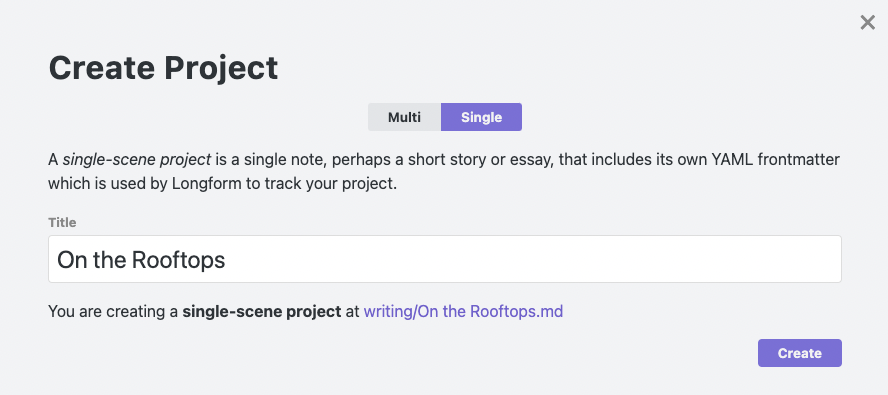 Create Project
Multi Single
A single-scene project is a single note, perhaps a short story or essay, that includes its own YAML frontmatter
which is used by Longform to track your project.
Title
On the Rooftops
You are creating a single-scene project at writing/On the Rooftops.md
Create